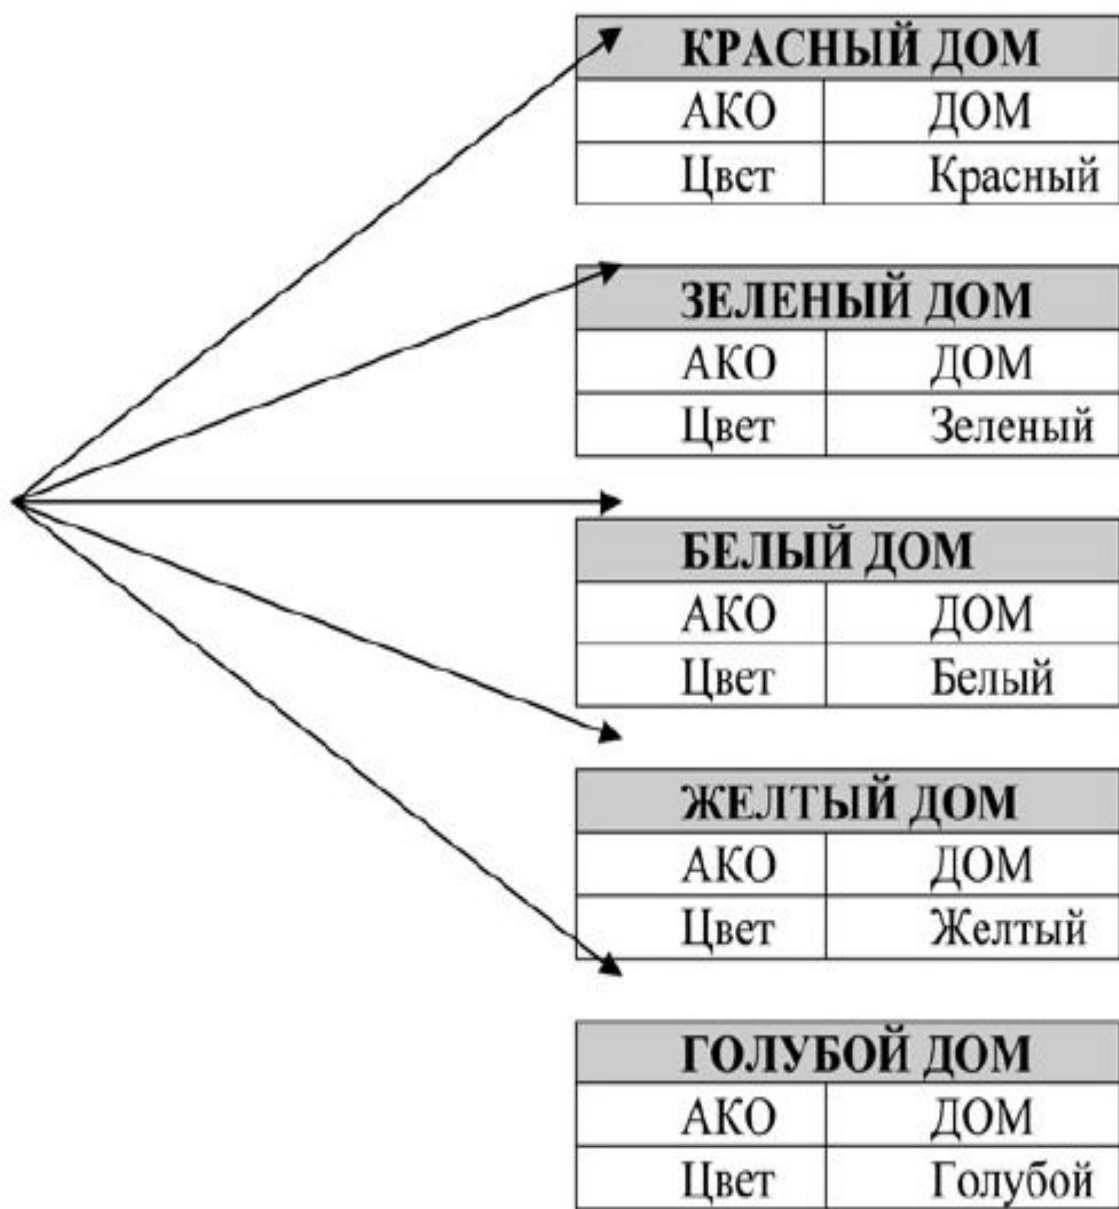 КРАСНЫЙ ДОМ
АКО ДОМ
Цвет Красный
ЗЕЛЕНЫЙ ДОМ
АКО ДОМ
Цвет Зеленый
БЕЛЫЙ ДОМ
АКО ДОМ
Цвет Белый
ЖЕЛТЫЙ ДОМ
АКО ДОМ
Цвет Желтый
ГОЛУБОЙ ДОМ
АКО ДОМ
Цвет Голубой